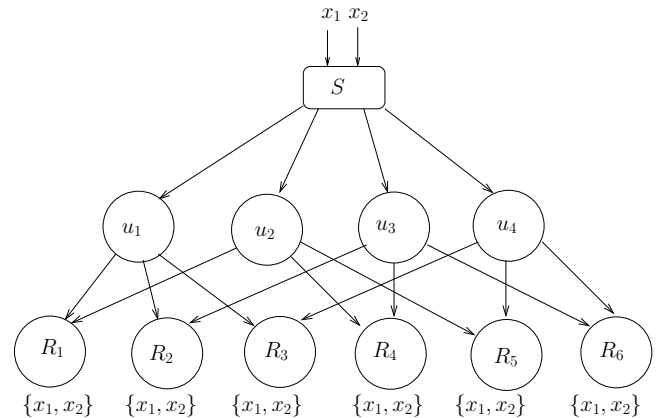 x₁ x₂
S
u₁ u₂ u₃ u₄
R₁ R₂ R₃ R₄ R₅ R₆
{x₁, x₂} {x₁, x₂} {x₁, x₂} {x₁, x₂} {x₁, x₂} {x₁, x₂}